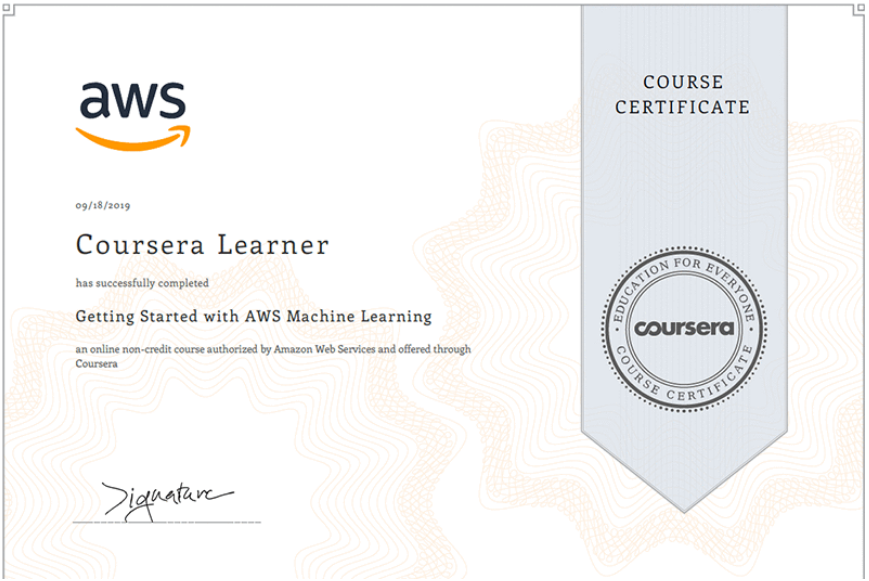 aws
COURSE
CERTIFICATE
09/18/2019
Coursera Learner
has successfully completed
Getting Started with AWS Machine Learning
an online non-credit course authorized by Amazon Web Services and offered through
Coursera
EDUCATION FOR EVERYONE
coursera
COURSE CERTIFICATE
Signature